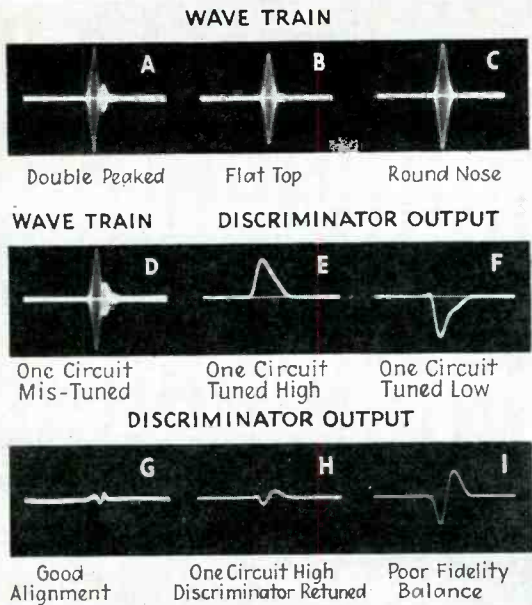 WAVE TRAIN
A
B
C
Double Peaked
Flat Top
Round Nose
WAVE TRAIN
DISCRIMINATOR OUTPUT
D
E
F
One Circuit
Mis-Tuned
One Circuit
Tuned High
One Circuit
Tuned Low
DISCRIMINATOR OUTPUT
G
H
I
Good
Alignment
One Circuit High
Discriminator Retuned
Poor Fidelity
Balance